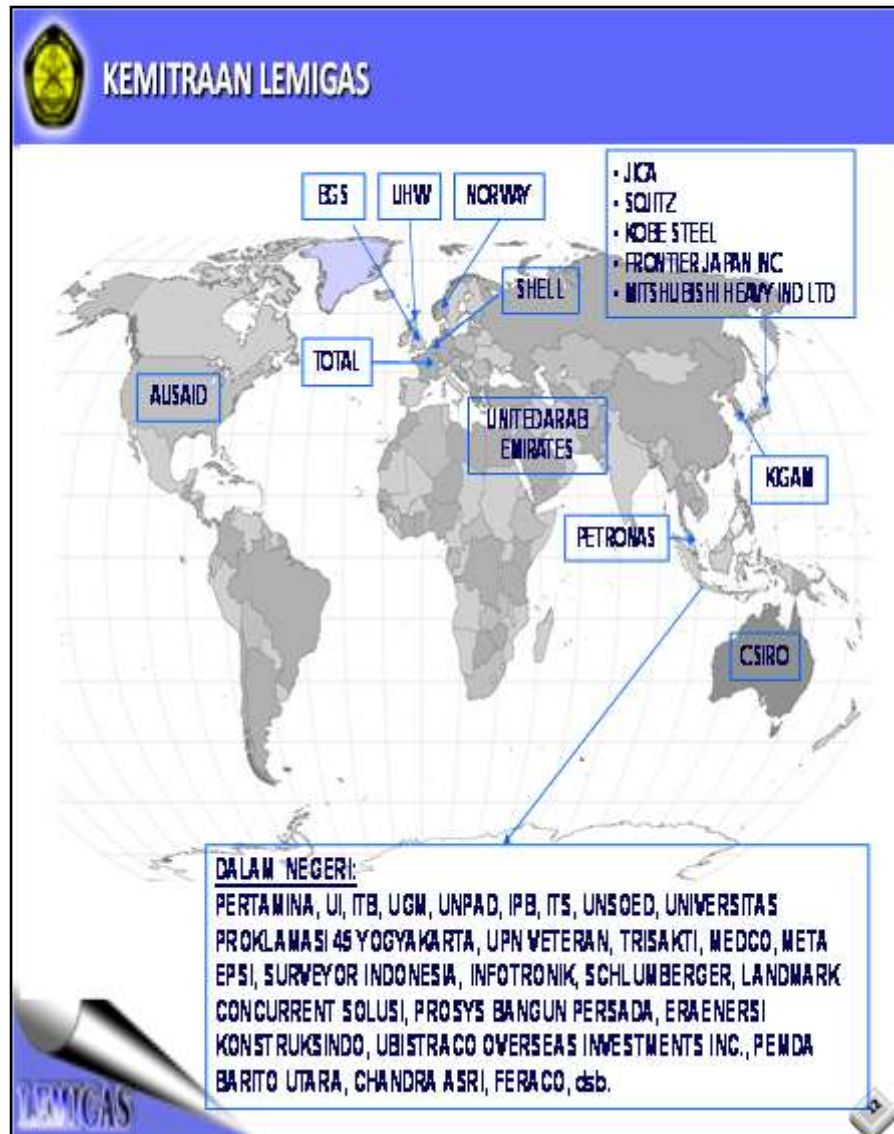 KEMITRAAN LEMIGAS
BGS
UHW
NORWAY
• JICA
• SOJITZ
• KOBE STEEL
• FRONTIER JAPAN INC
• MITSHUBISHI HEAVY IND LTD
SHELL
TOTAL
AUSAID
UNITED ARAB
EMIRATES
KIGAM
PETRONAS
CSIRO
DALAM NEGERI:
PERTAMINA, UI, ITB, UGM, UNPAD, IPB, ITS, UNSOED, UNIVERSITAS
PROKLAMASI 45 YOGYAKARTA, UPN VETERAN, TRISAKTI, MEDCO, META
EPSI, SURVEYOR INDONESIA, INFOTRONIK, SCHLUMBERGER, LANDMARK
CONCURRENT SOLUSI, PROSYS BANGUN PERSADA, ERAENERSI
KONSTRUKSINDO, UBISTRACO OVERSEAS INVESTMENTS INC., PEMDA
BARITO UTARA, CHANDRA ASRI, FERACO, dsb.
LEMIGAS
12